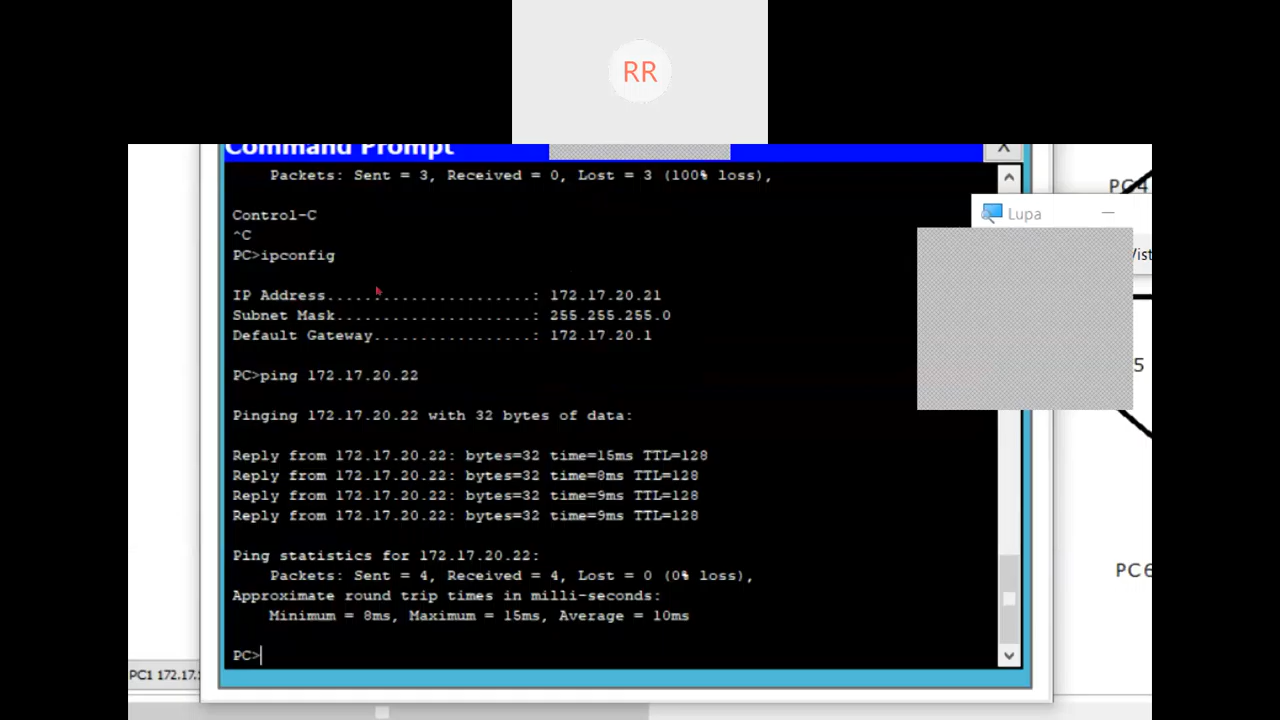 RR
Command Prompt
X
Packets: Sent = 3, Received = 0, Lost = 3 (100% loss),
PC4
Lupa
Control-C
^C
PC>ipconfig
IP Address......................: 172.17.20.21
Subnet Mask.....................: 255.255.255.0
Default Gateway.................: 172.17.20.1
5
PC>ping 172.17.20.22
Pinging 172.17.20.22 with 32 bytes of data:
Reply from 172.17.20.22: bytes=32 time=15ms TTL=128
Reply from 172.17.20.22: bytes=32 time=8ms TTL=128
Reply from 172.17.20.22: bytes=32 time=9ms TTL=128
Reply from 172.17.20.22: bytes=32 time=9ms TTL=128
Ping statistics for 172.17.20.22:
Packets: Sent = 4, Received = 4, Lost = 0 (0% loss),
PC6
Approximate round trip times in milli-seconds:
Minimum = 8ms, Maximum = 15ms, Average = 10ms
PC>
PC1 172.17.